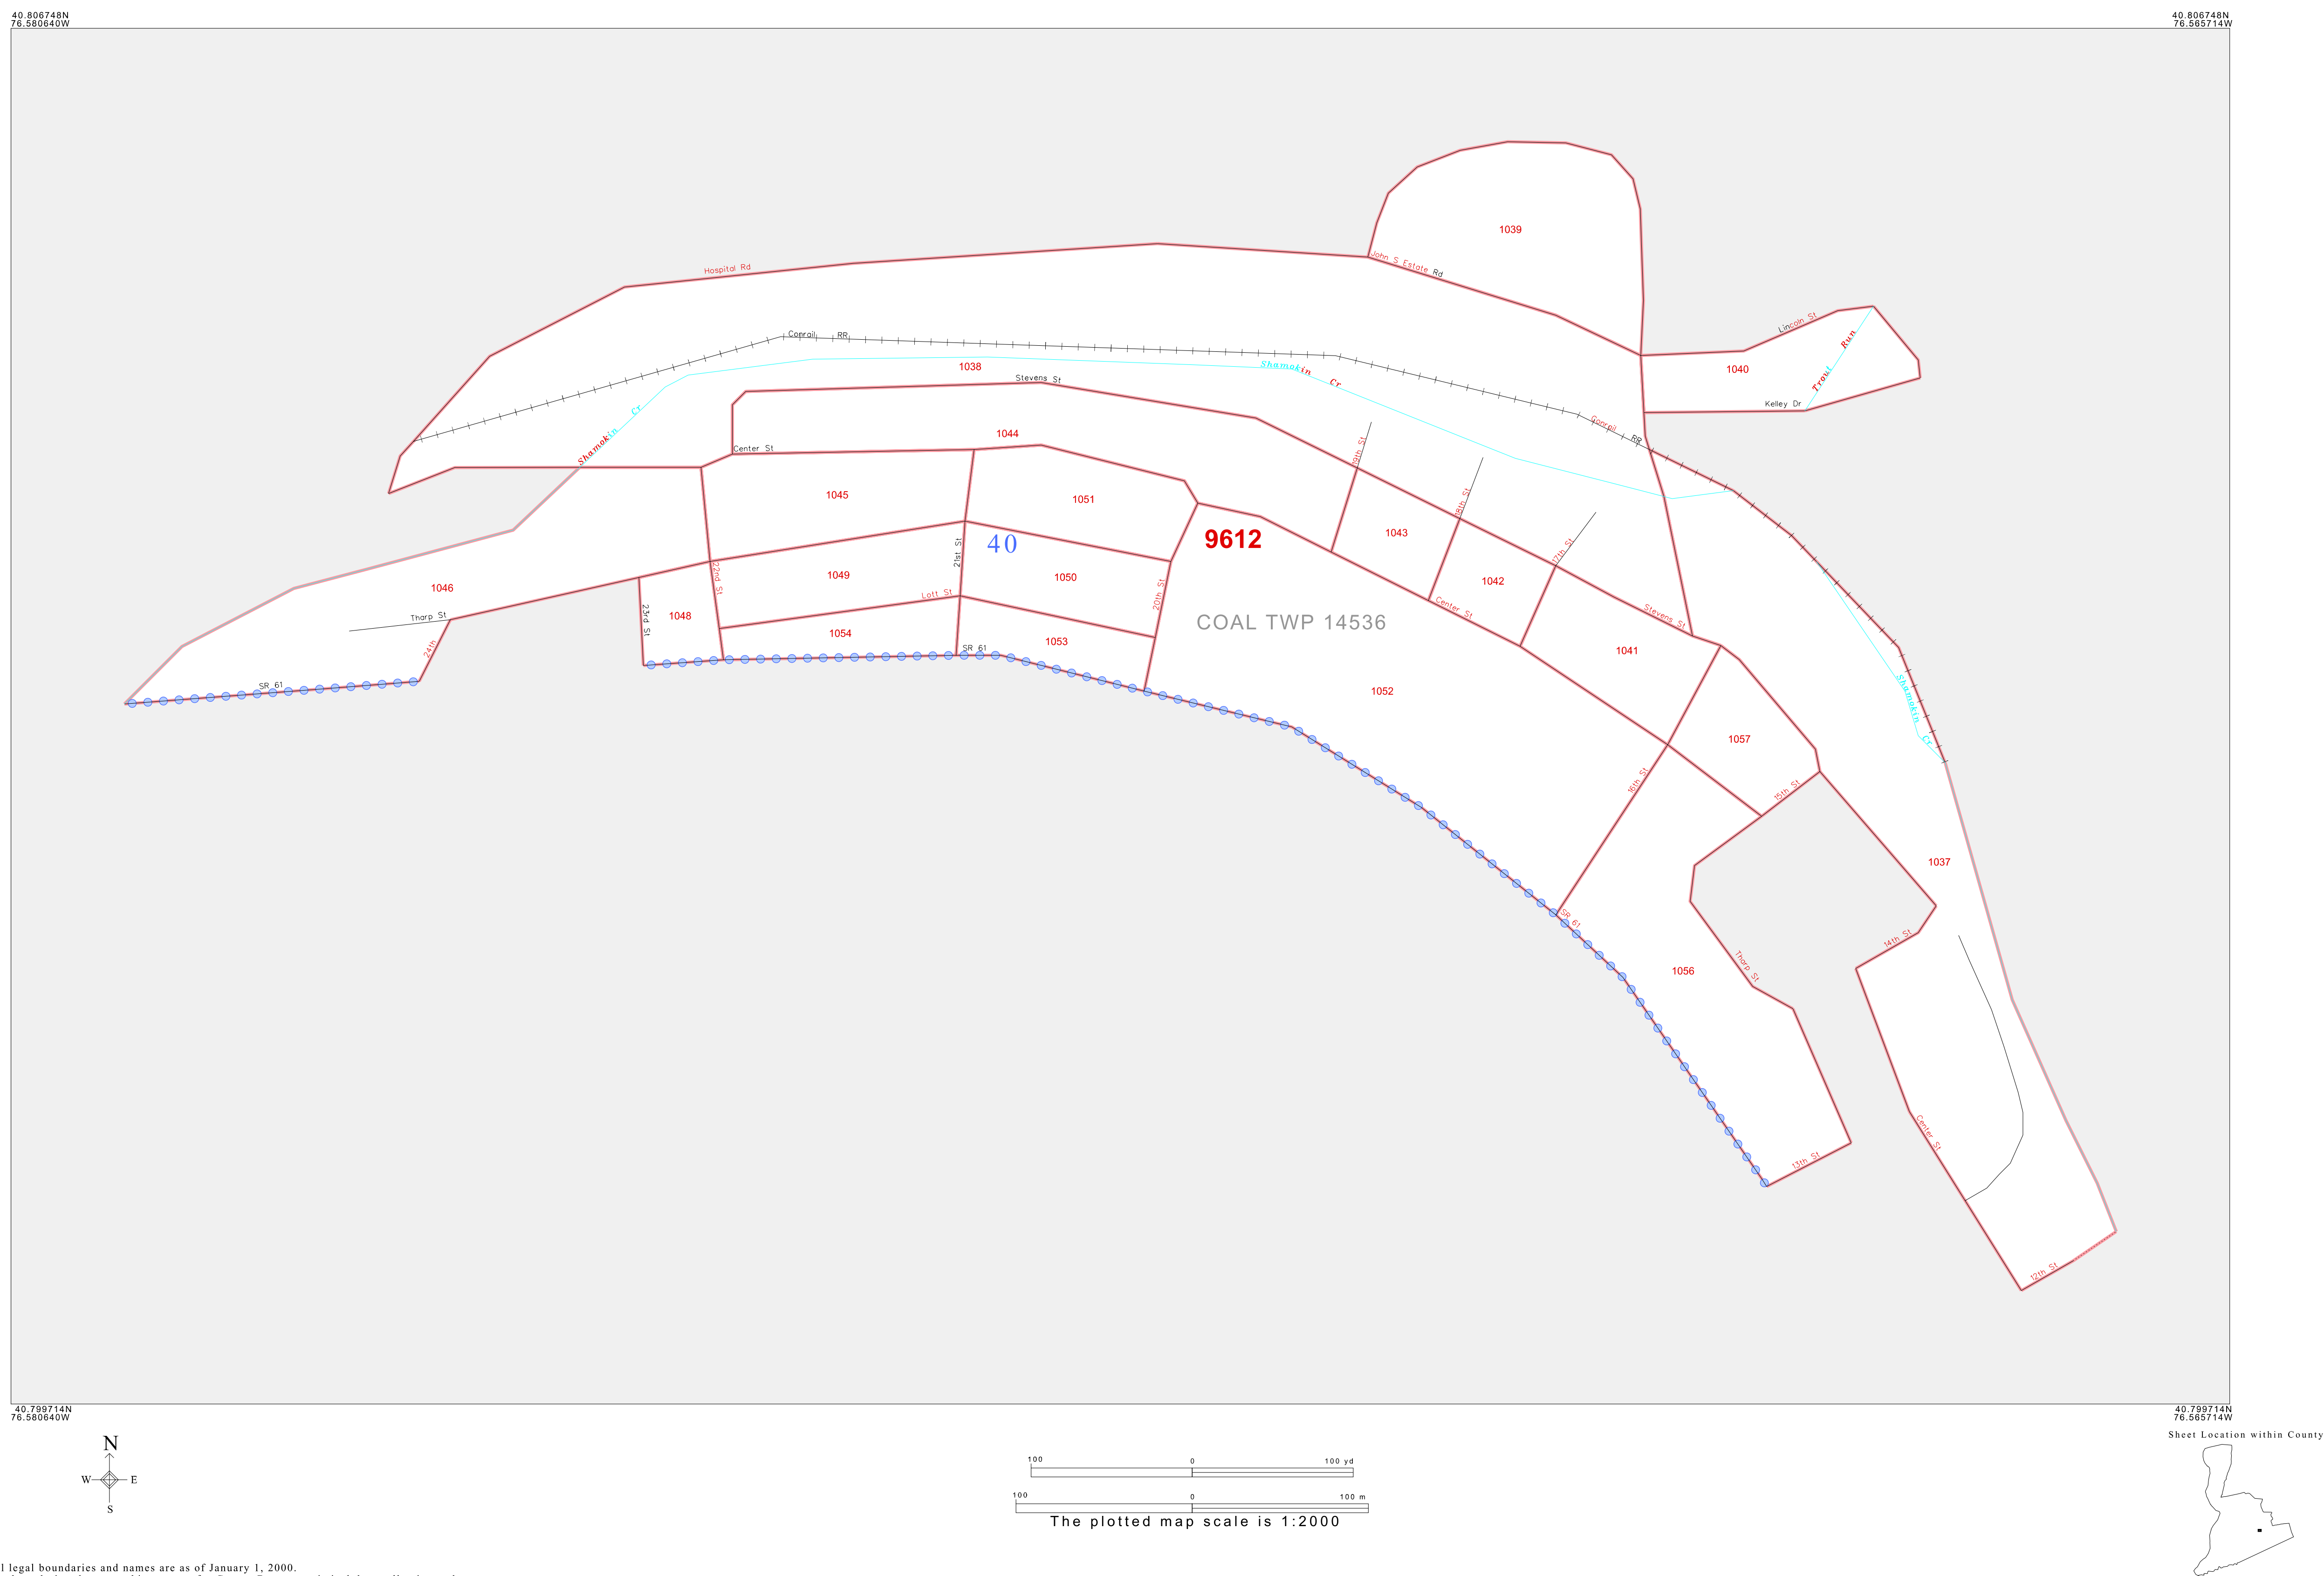 40.806748N
76.580640W
40.806748N
76.565714W
1039
Hospital Rd
John S Estate Rd
Lincoln St
Trout Run
1040
Kelley Dr
Conrail RR
1038
Shamokin Cr
Stevens St
Shamokin Cr
Conrail RR
1044
Center St
19th St
18th St
17th St
1045
1051
1043
9612
40
21st St
1042
1046
22nd St
1049
1050
Lott St
20th St
Center St
Stevens St
Tharp St
23rd St
1048
1054
1053
COAL TWP 14536
1041
24th
SR 61
SR 61
1052
Shamokin Cr
1057
16th St
15th St
1037
SR 61
14th St
Tharp St
1056
Center St
13th St
12th St
40.799714N
76.580640W
40.799714N
76.565714W
N
W E
S
100 0 100 yd
100 0 100 m
The plotted map scale is 1:2000
Sheet Location within County
l legal boundaries and names are as of January 1, 2000.